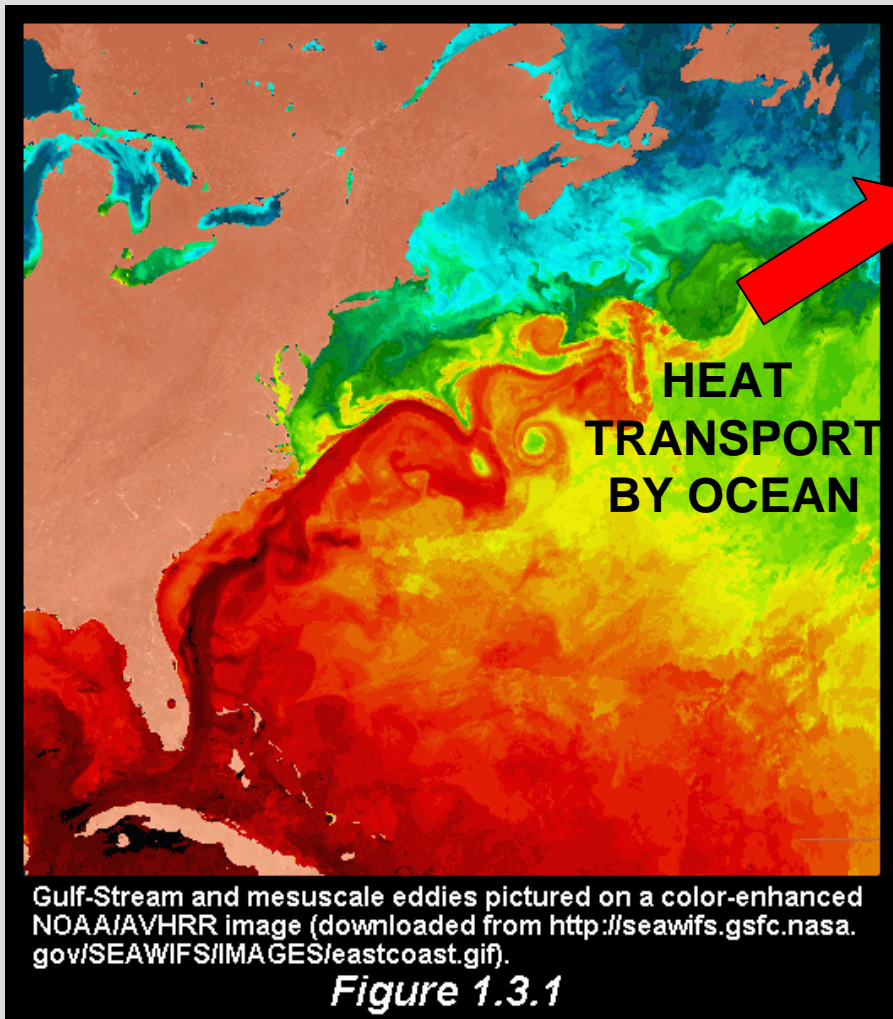 HEAT
TRANSPORT
BY OCEAN
Gulf-Stream and mesuscale eddies pictured on a color-enhanced
NOAA/AVHRR image (downloaded from http://seawifs.gsfc.nasa.
gov/SEAWIFS/IMAGES/eastcoast.gif).
Figure 1.3.1